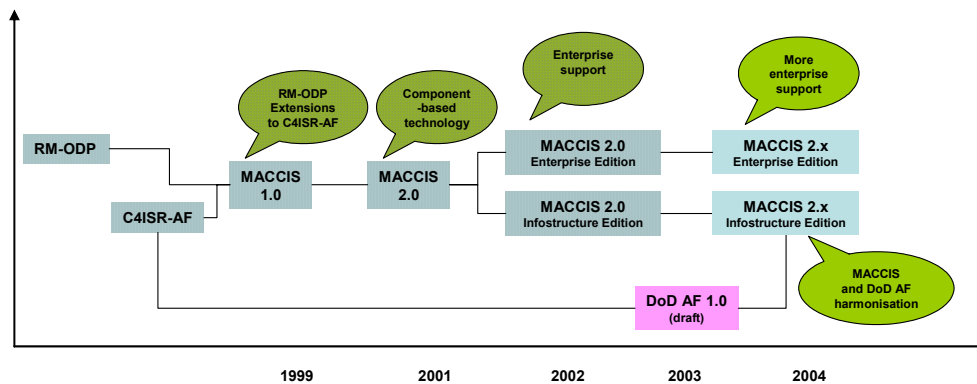 Enterprise
support
More
enterprise
support
RM-ODP
Extensions
to C4ISR-AF
Component
-based
technology
RM-ODP
MACCIS 2.0
Enterprise Edition
MACCIS 2.x
Enterprise Edition
MACCIS
1.0
MACCIS
2.0
C4ISR-AF
MACCIS 2.0
Infostructure Edition
MACCIS 2.x
Infostructure Edition
MACCIS
and DoD AF
harmonisation
DoD AF 1.0
(draft)
1999 2001 2002 2003 2004